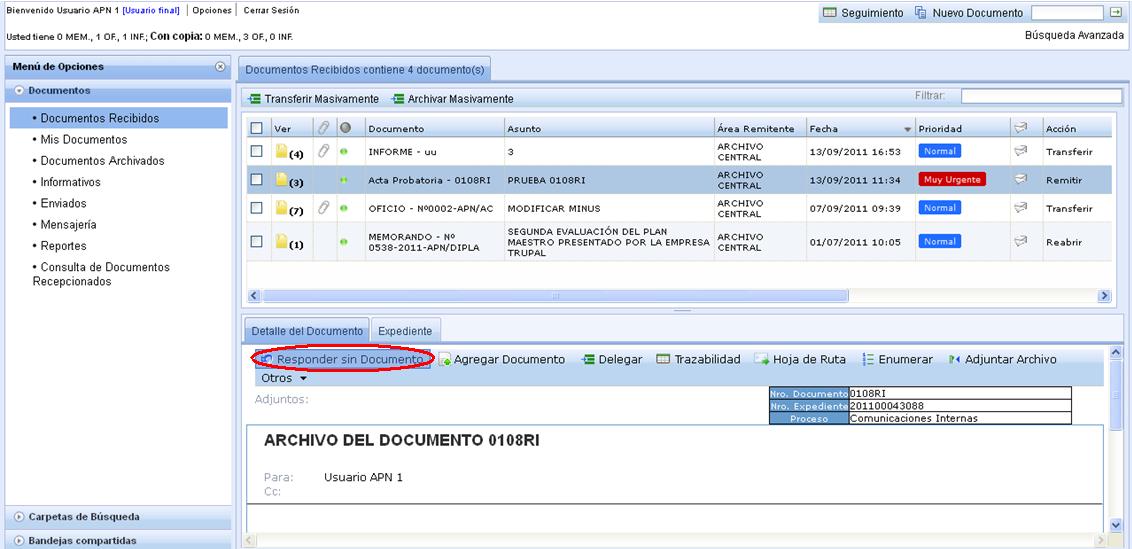 Bienvenido Usuario APN 1 [Usuario final] | Opciones | Cerrar Sesión
Seguimiento Nuevo Documento
Usted tiene 0 MEM., 1 OF., 1 INF.; Con copia: 0 MEM., 3 OF., 0 INF.
Búsqueda Avanzada
Menú de Opciones
Documentos
• Documentos Recibidos
• Mis Documentos
• Documentos Archivados
• Informativos
• Enviados
• Mensajería
• Reportes
• Consulta de Documentos
Recepcionados
Carpetas de Búsqueda
Bandejas compartidas
Documentos Recibidos contiene 4 documento(s)
Transferir Masivamente Archivar Masivamente
Filtrar:
Ver Documento Asunto Área Remitente Fecha Prioridad Acción
(4) INFORME - uu 3 ARCHIVO CENTRAL 13/09/2011 16:53 Normal Transferir
(3) Acta Probatoria - 0108RI PRUEBA 0108RI ARCHIVO CENTRAL 13/09/2011 11:34 Muy Urgente Remitir
(7) OFICIO - Nº0002-APN/AC MODIFICAR MINUS ARCHIVO CENTRAL 07/09/2011 09:39 Normal Transferir
(1) MEMORANDO - Nº 0538-2011-APN/DIPLA SEGUNDA EVALUACIÓN DEL PLAN MAESTRO PRESENTADO POR LA EMPRESA TRUPAL ARCHIVO CENTRAL 01/07/2011 10:05 Normal Reabrir
Detalle del Documento Expediente
Responder sin Documento Agregar Documento Delegar Trazabilidad Hoja de Ruta Enumerar Adjuntar Archivo
Otros
Adjuntos:
Nro. Documento 0108RI
Nro. Expediente 201100043088
Proceso Comunicaciones Internas
ARCHIVO DEL DOCUMENTO 0108RI
Para: Usuario APN 1
Cc: